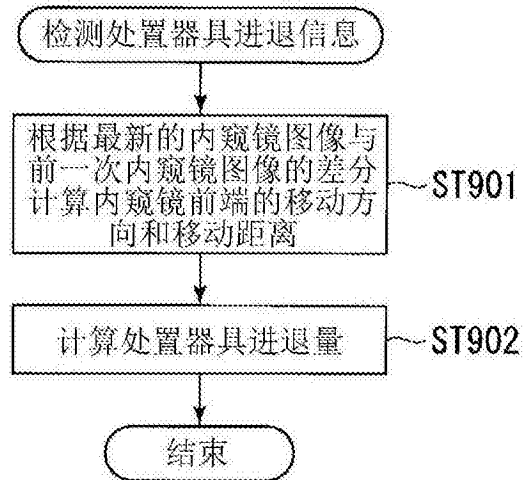 检测处置器具进退信息
根据最新的内窥镜图像与
前一次内窥镜图像的差分
计算内窥镜前端的移动方
向和移动距离
ST901
计算处置器具进退量
ST902
结束